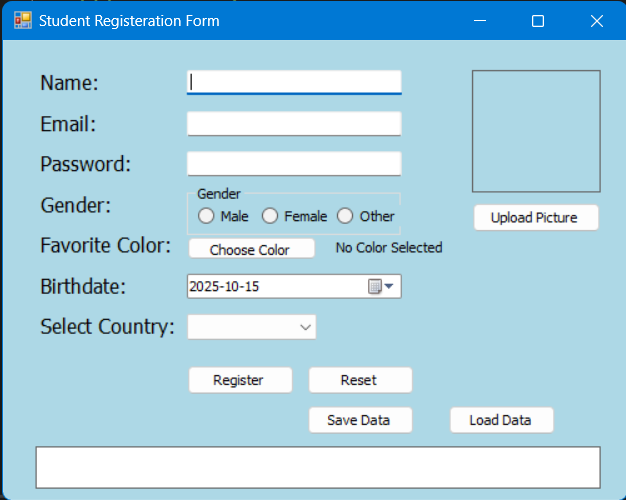 Student Registeration Form
Name:
Email:
Password:
Gender:
Gender
Male Female Other
Upload Picture
Favorite Color:
Choose Color
No Color Selected
Birthdate:
2025-10-15
Select Country:
Register
Reset
Save Data
Load Data